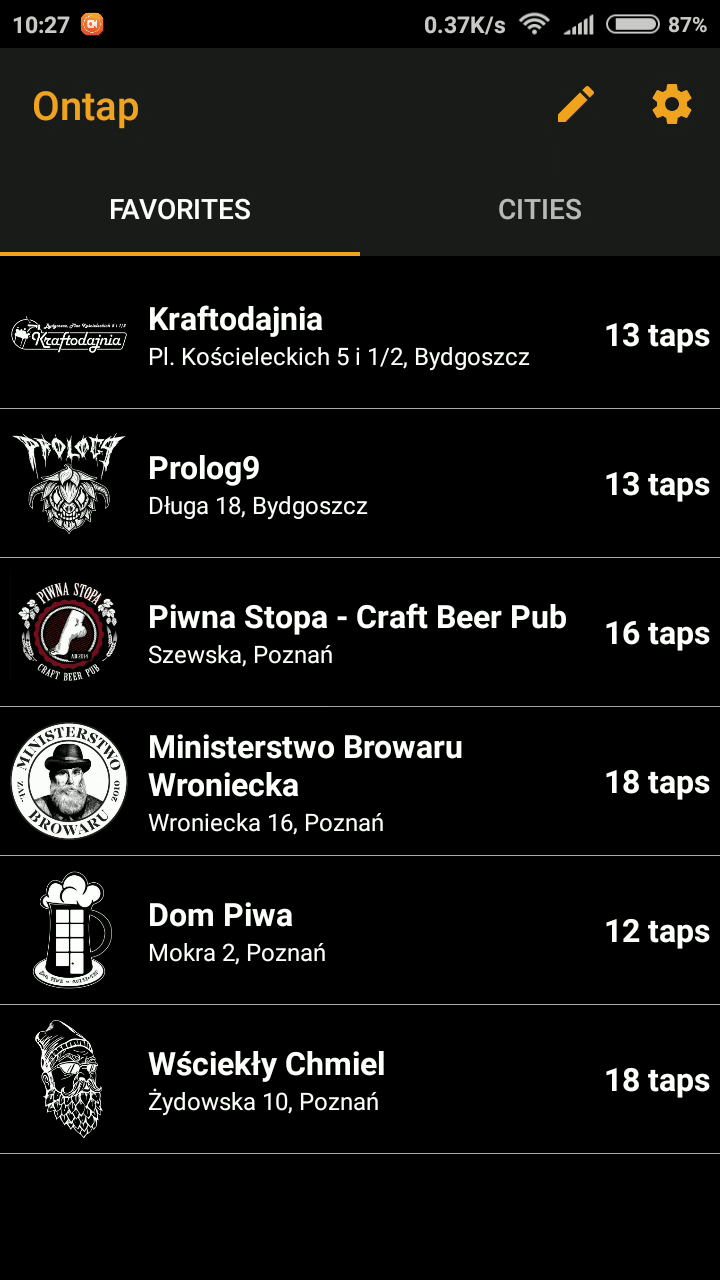 10:27
0.37K/s
87%
Ontap
FAVORITES
CITIES
Kraftodajnia
Kraftodajnia
Pl. Kościeleckich 5 i 1/2, Bydgoszcz
13 taps
PROLOG9
Prolog9
Długa 18, Bydgoszcz
13 taps
PIWNA STOPA
CRAFT BEER PUB
Piwna Stopa - Craft Beer Pub
Szewska, Poznań
16 taps
MINISTERSTWO
ZAŁ.
2010
BROWARU
Ministerstwo Browaru
Wroniecka
Wroniecka 16, Poznań
18 taps
Dom Piwa
Mokra 2, Poznań
12 taps
Wściekły Chmiel
Żydowska 10, Poznań
18 taps